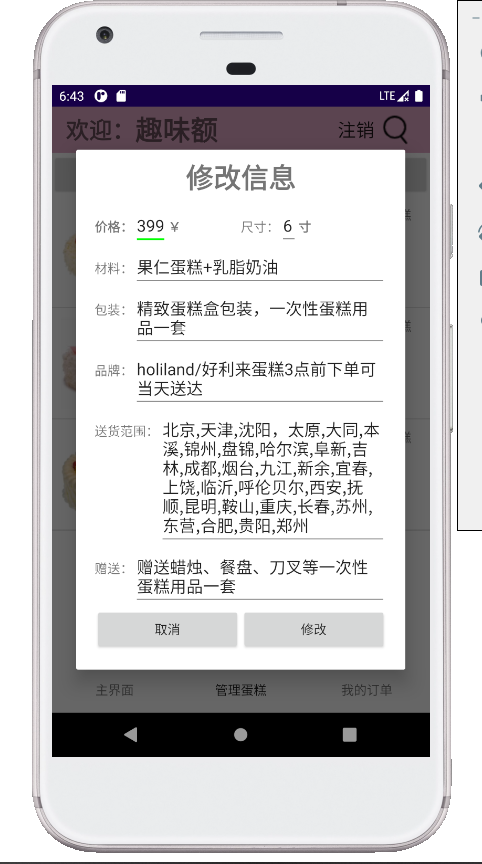 6:43 LTE
欢迎：趣味额 注销
修改信息
价格： 399 ￥ 尺寸： 6 寸
材料： 果仁蛋糕+乳脂奶油
包装： 精致蛋糕盒包装，一次性蛋糕用
品一套
品牌： holiland/好利来蛋糕3点前下单可
当天送达
送货范围： 北京,天津,沈阳，太原,大同,本
溪,锦州,盘锦,哈尔滨,阜新,吉
林,成都,烟台,九江,新余,宜春,
上饶,临沂,呼伦贝尔,西安,抚
顺,昆明,鞍山,重庆,长春,苏州,
东营,合肥,贵阳,郑州
赠送： 赠送蜡烛、餐盘、刀叉等一次性
蛋糕用品一套
取消 修改
主界面 管理蛋糕 我的订单